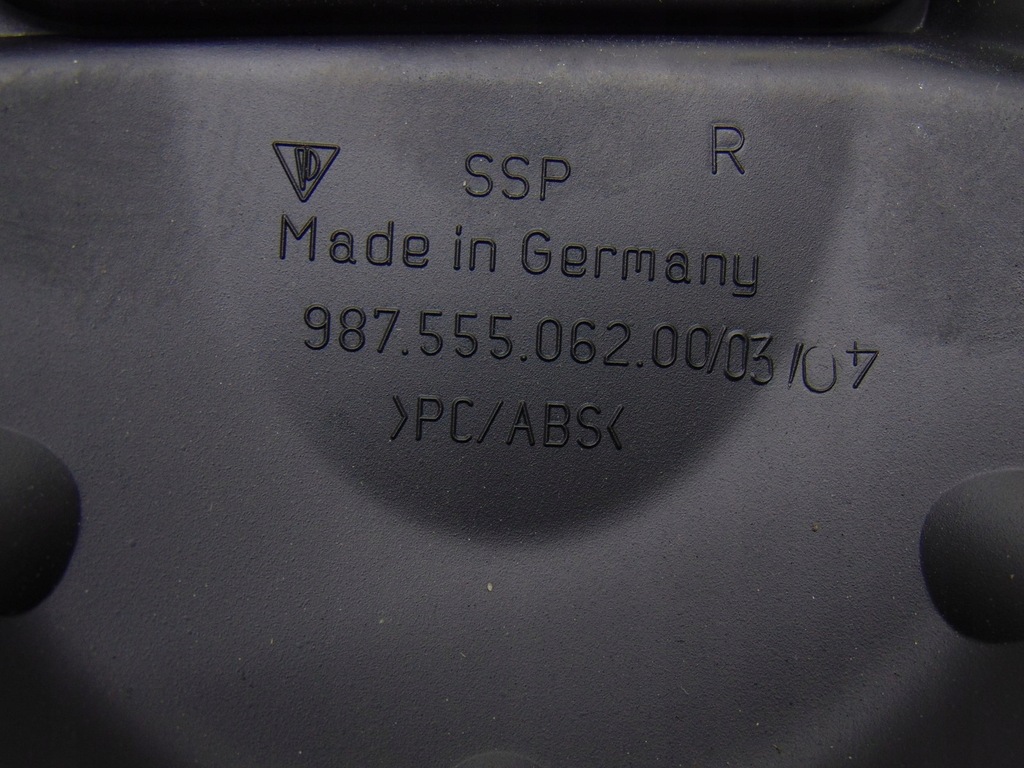 SSP R
Made in Germany
987.555.062.00/03/04
>PC/ABS<